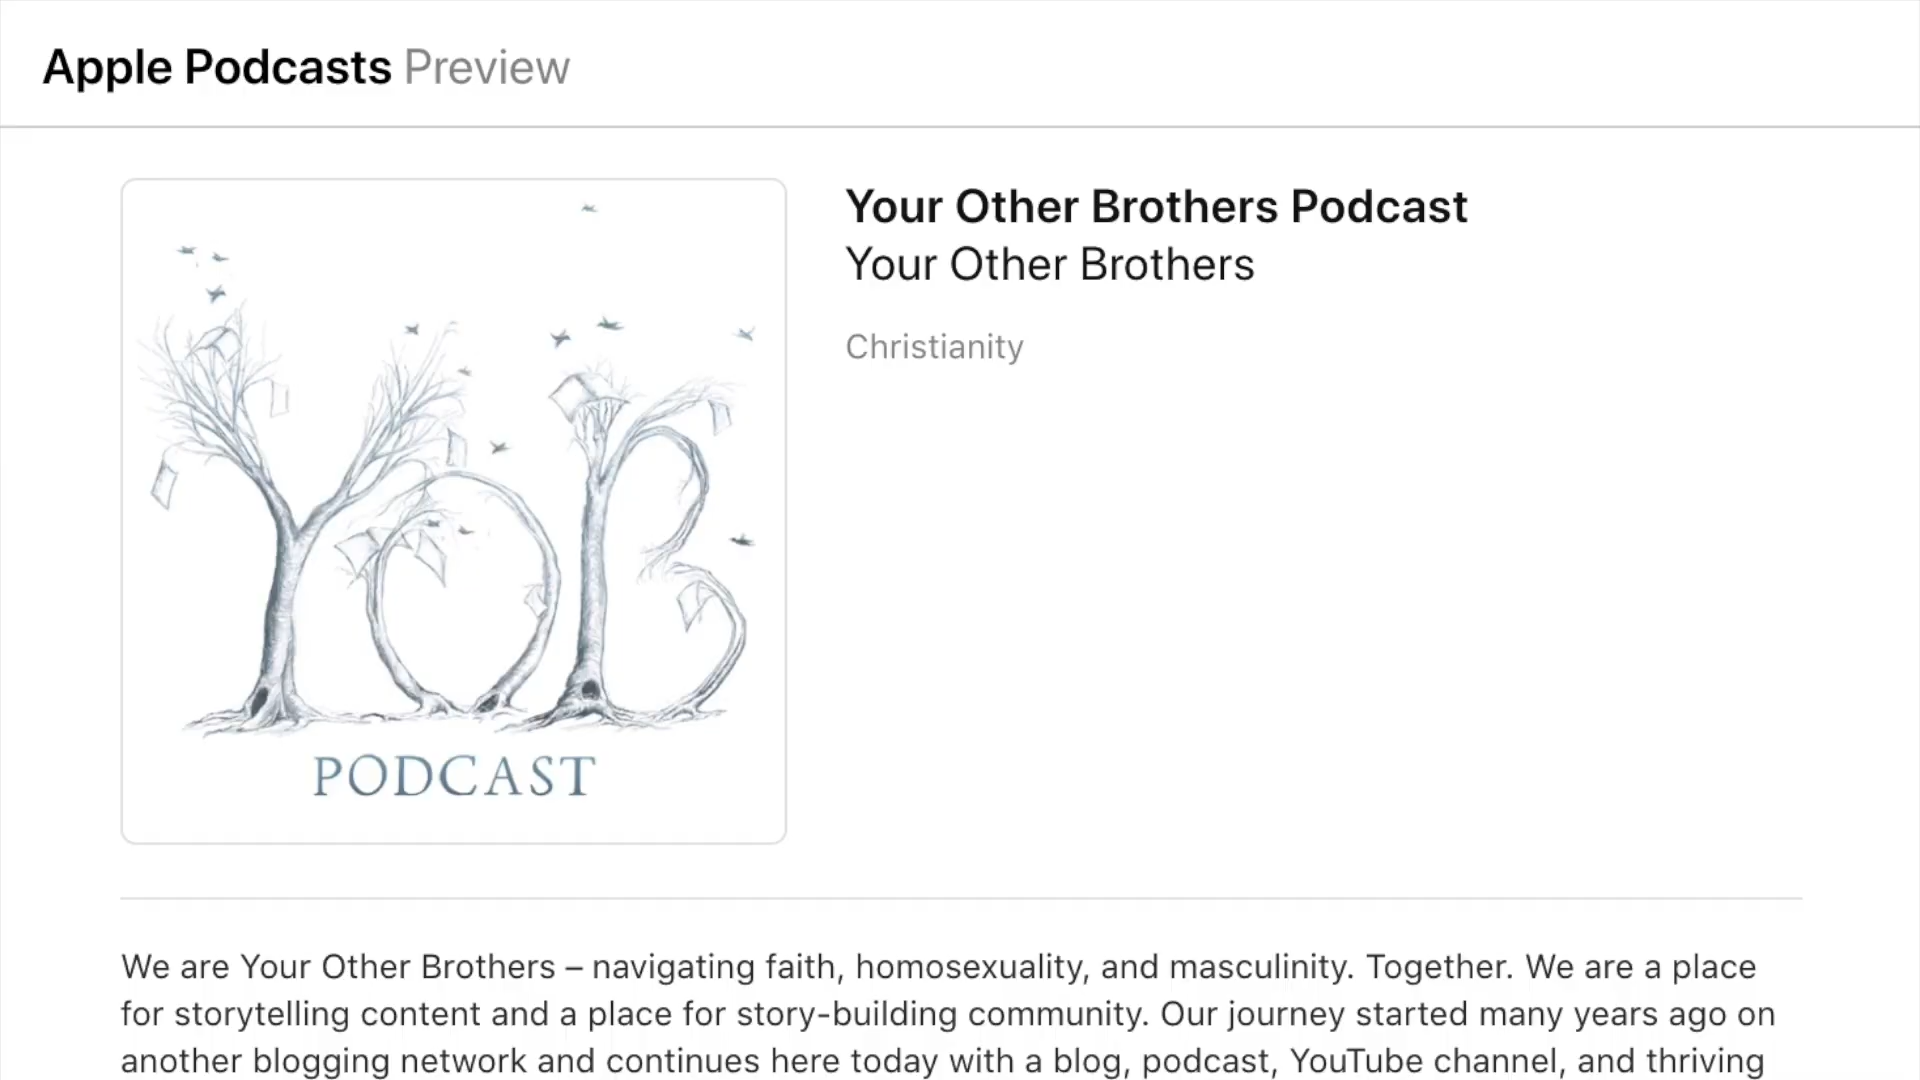 Apple Podcasts Preview
YOB
PODCAST
Your Other Brothers Podcast
Your Other Brothers
Christianity
We are Your Other Brothers – navigating faith, homosexuality, and masculinity. Together. We are a place
for storytelling content and a place for story-building community. Our journey started many years ago on
another blogging network and continues here today with a blog, podcast, YouTube channel, and thriving